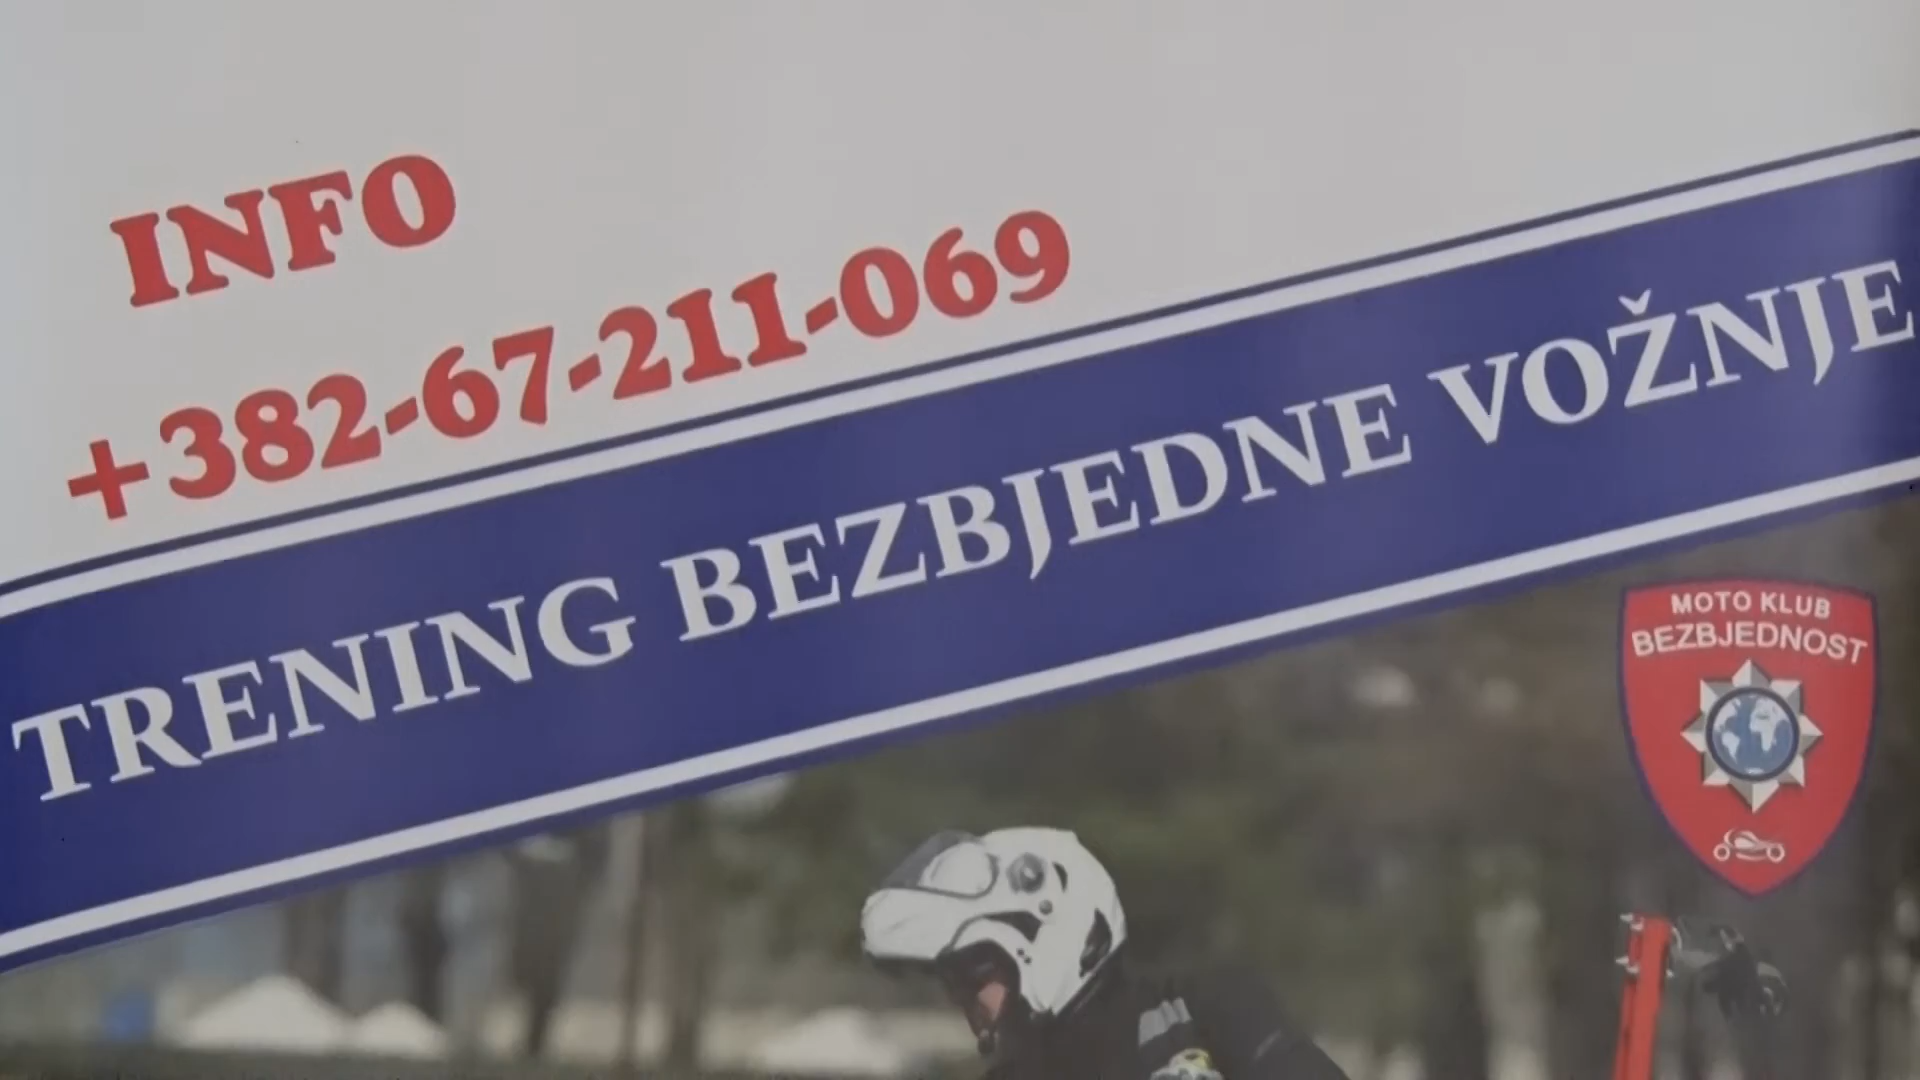 INFO
+382-67-211-069
TRENING BEZBJEDNE VOŽNJE
MOTO KLUB
BEZBJEDNOST